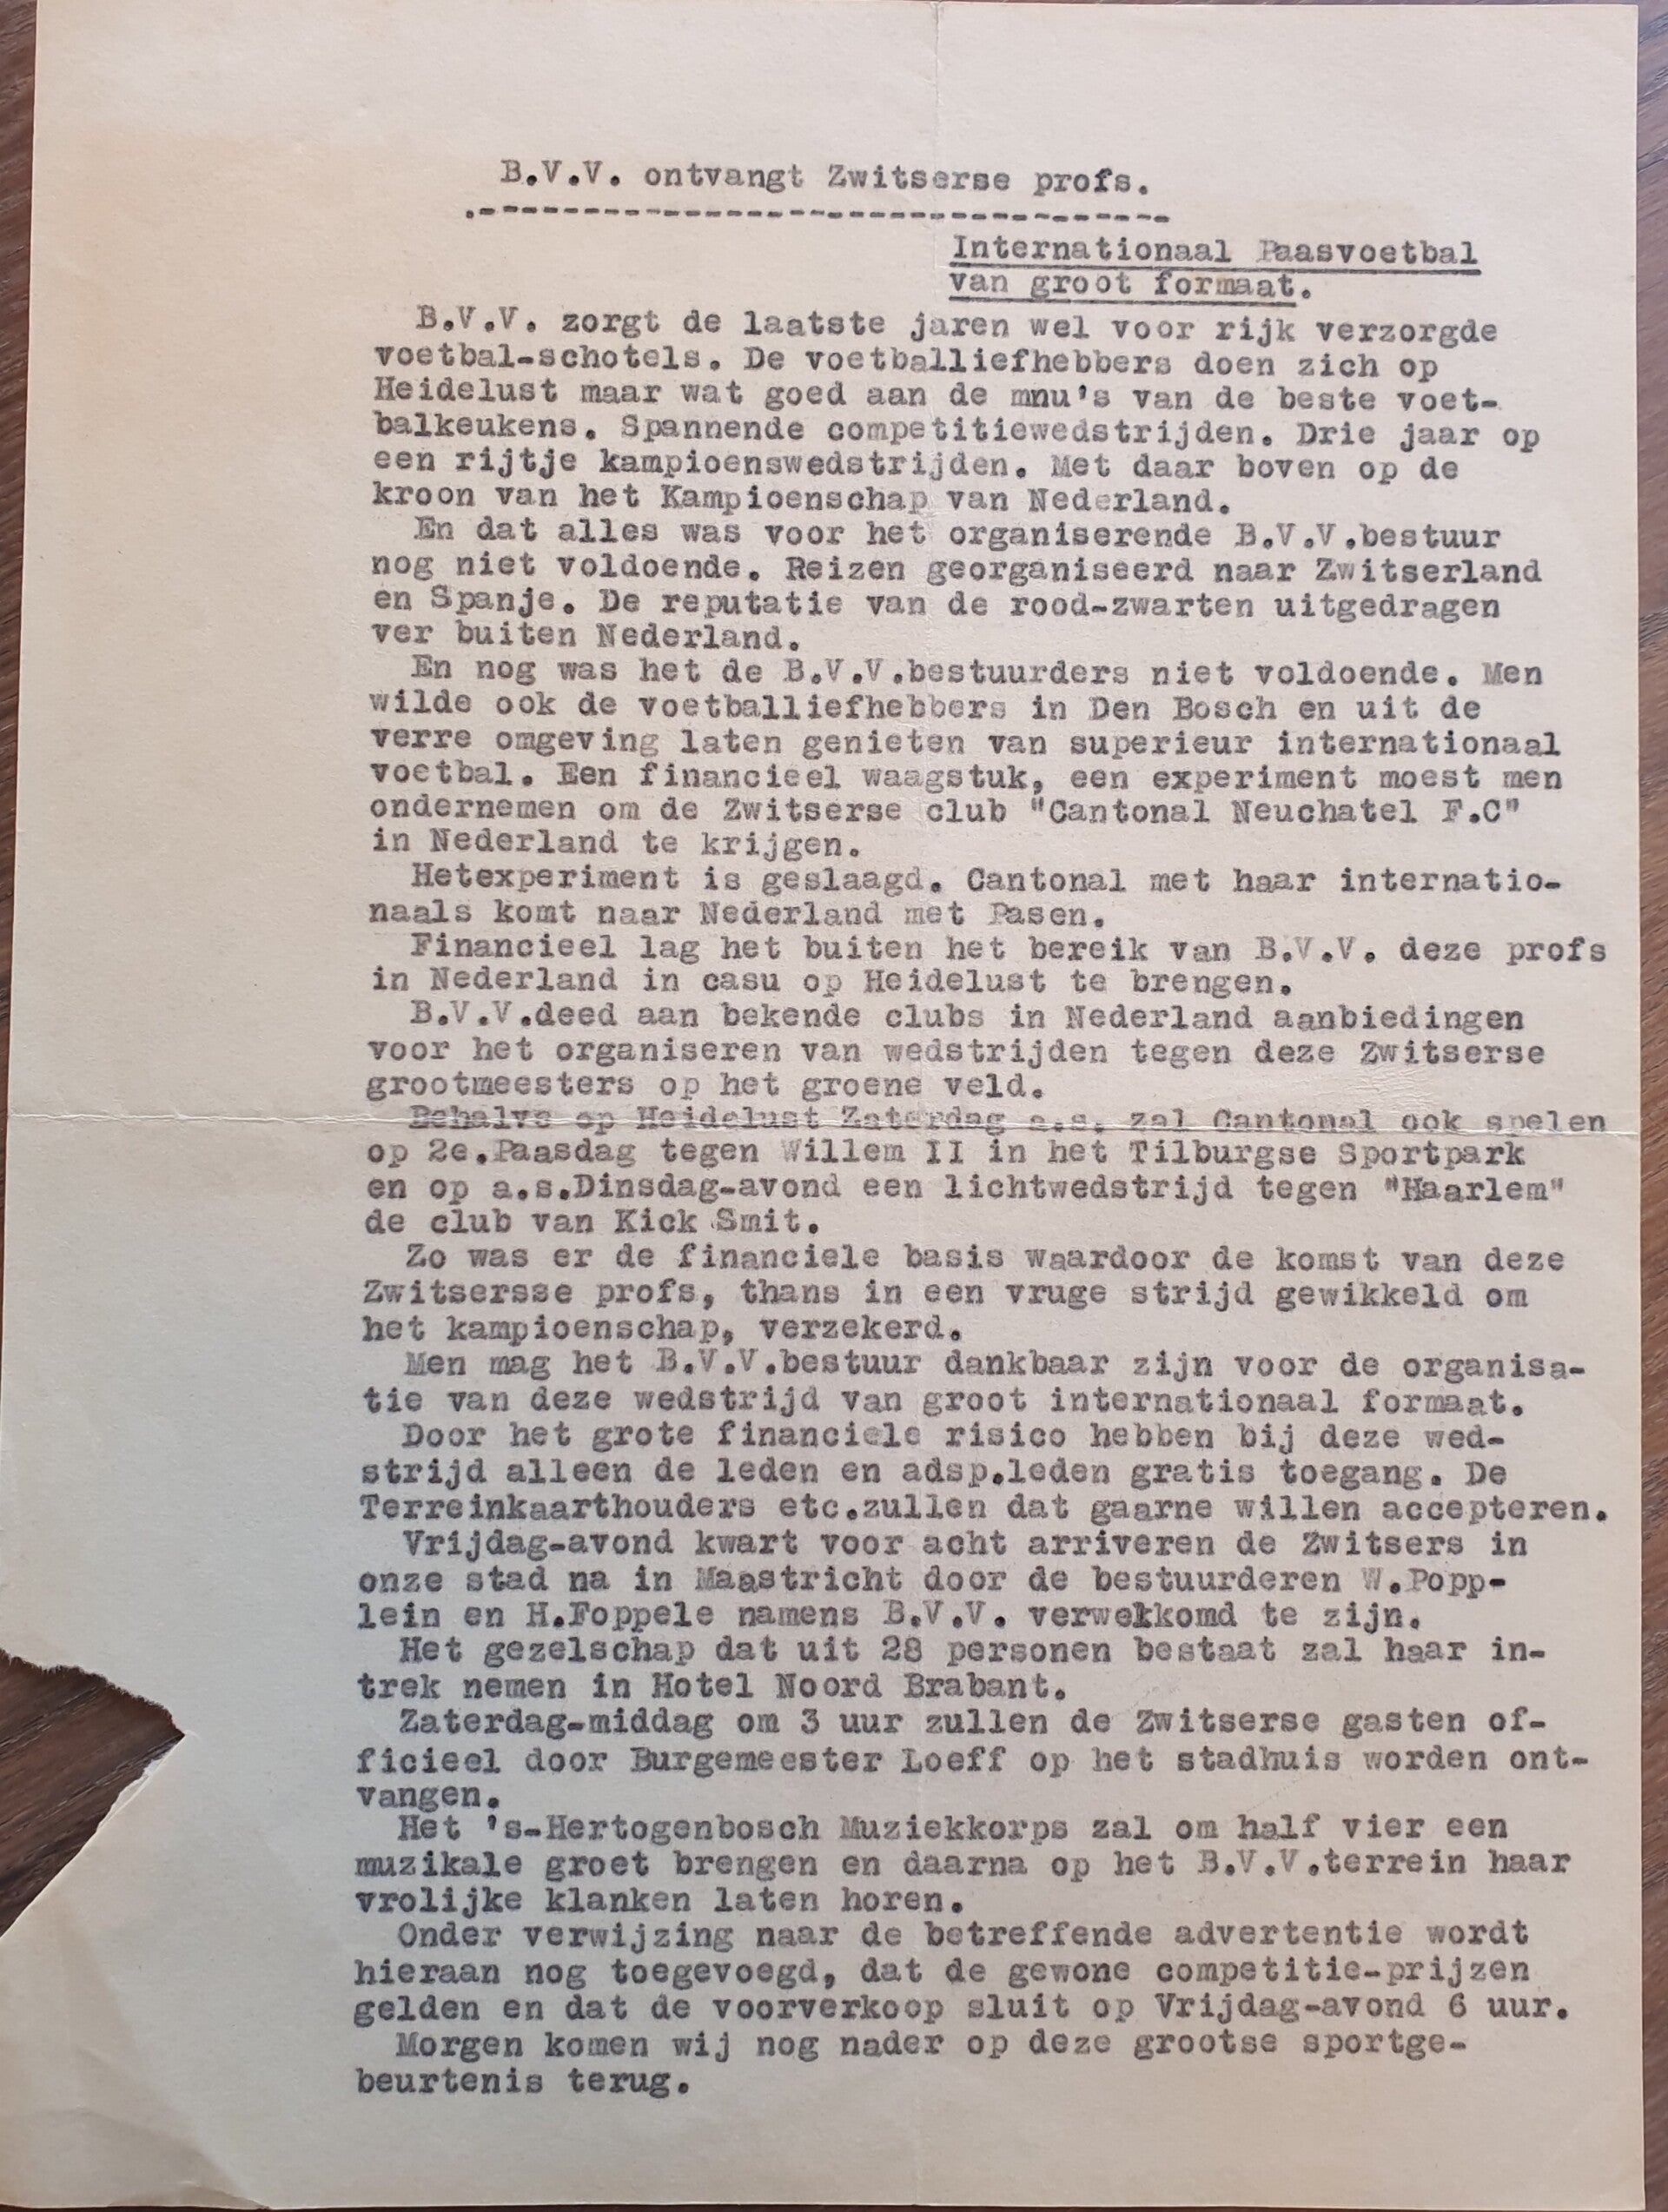 B.V.V. ontvangt Zwitserse profs.
.-----------------------------------
Internationaal Paasvoetbal
van groot formaat.
B.V.V. zorgt de laatste jaren wel voor rijk verzorgde
voetbal-schotels. De voetballiefhebbers doen zich op
Heidelust maar wat goed aan de mnu's van de beste voet-
balkeukens. Spannende competitiewedstrijden. Drie jaar op
een rijtje kampioenswedstrijden. Met daar boven op de
kroon van het Kampioenschap van Nederland.
En dat alles was voor het organiserende B.V.V.bestuur
nog niet voldoende. Reizen georganiseerd naar Zwitserland
en Spanje. De reputatie van de rood-zwarten uitgedragen
ver buiten Nederland.
En nog was het de B.V.V.bestuurders niet voldoende. Men
wilde ook de voetballiefhebbers in Den Bosch en uit de
verre omgeving laten genieten van superieur internationaal
voetbal. Een financieel waagstuk, een experiment moest men
ondernemen om de Zwitserse club "Cantonal Neuchatel F.C"
in Nederland te krijgen.
Hetexperiment is geslaagd. Cantonal met haar internatio-
naals komt naar Nederland met Pasen.
Financieel lag het buiten het bereik van B.V.V. deze profs
in Nederland in casu op Heidelust te brengen.
B.V.V.deed aan bekende clubs in Nederland aanbiedingen
voor het organiseren van wedstrijden tegen deze Zwitserse
grootmeesters op het groene veld.
Behalve op Heidelust Zaterdag a.s. zal Cantonal ook spelen
op 2e.Paasdag tegen Willem II in het Tilburgse Sportpark
en op a.s.Dinsdag-avond een lichtwedstrijd tegen "Haarlem"
de club van Kick Smit.
Zo was er de financiele basis waardoor de komst van deze
Zwitsersse profs, thans in een vruge strijd gewikkeld om
het kampioenschap, verzekerd.
Men mag het B.V.V.bestuur dankbaar zijn voor de organisa-
tie van deze wedstrijd van groot internationaal formaat.
Door het grote financiele risico hebben bij deze wed-
strijd alleen de leden en adsp.leden gratis toegang. De
Terreinkaarthouders etc.zullen dat gaarne willen accepteren.
Vrijdag-avond kwart voor acht arriveren de Zwitsers in
onze stad na in Maastricht door de bestuurderen W.Popp-
lein en H.Foppele namens B.V.V. verwelkomd te zijn.
Het gezelschap dat uit 28 personen bestaat zal haar in-
trek nemen in Hotel Noord Brabant.
Zaterdag-middag om 3 uur zullen de Zwitserse gasten of-
ficieel door Burgemeester Loeff op het stadhuis worden ont-
vangen.
Het 's-Hertogenbosch Muziekkorps zal om half vier een
muzikale groet brengen en daarna op het B.V.V.terrein haar
vrolijke klanken laten horen.
Onder verwijzing naar de betreffende advertentie wordt
hieraan nog toegevoegd, dat de gewone competitie-prijzen
gelden en dat de voorverkoop sluit op Vrijdag-avond 6 uur.
Morgen komen wij nog nader op deze grootse sportge-
beurtenis terug.